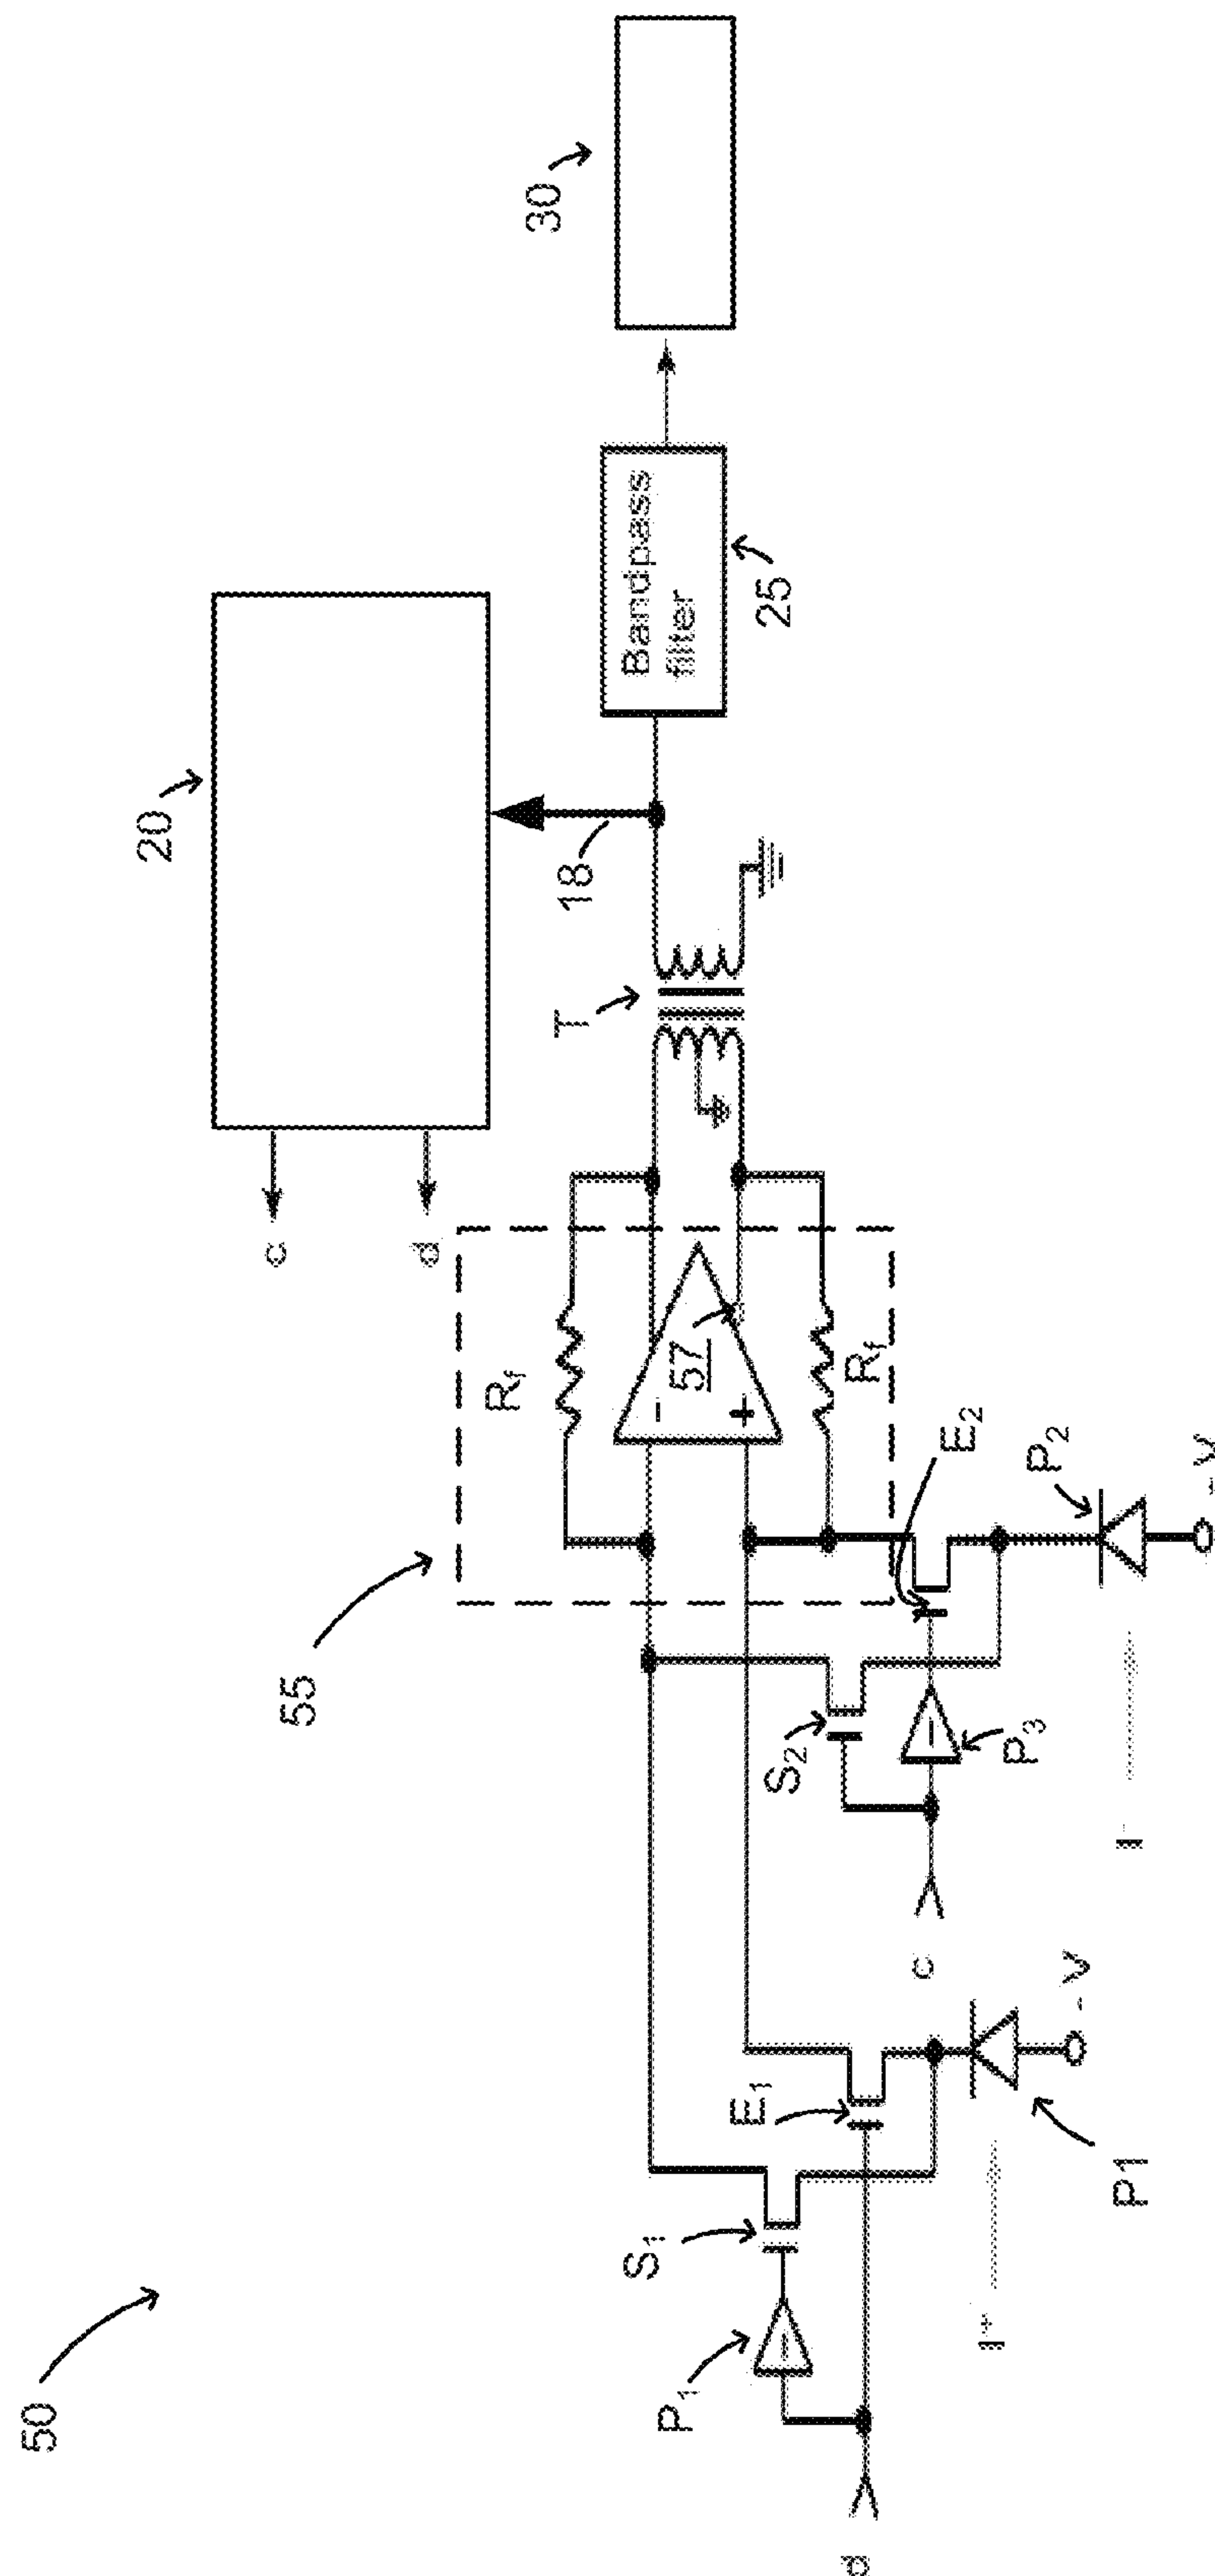 50
20
30
c
d
18
Bandpass
filter
25
T
55
Rf
-
+
57
Rf
E2
S2
P3
P2
- V
c
I-
S1
E1
P1
d
I+
P1
- V